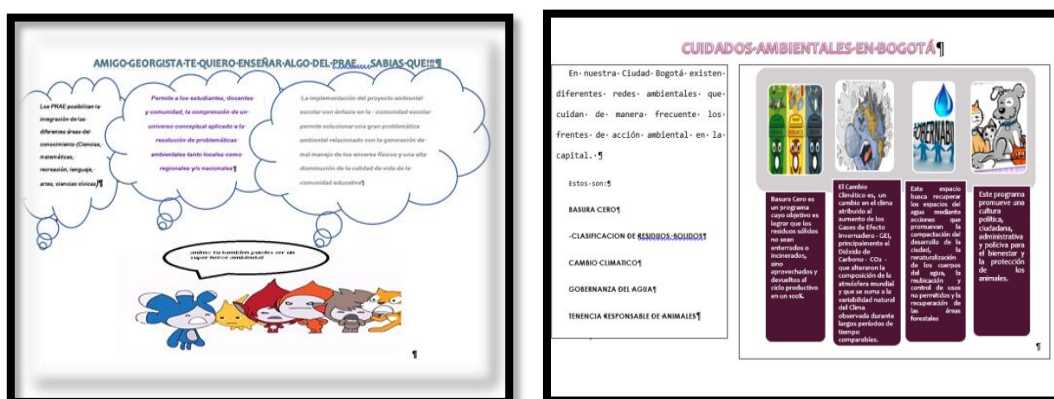 AMIGO·GEORGISTA·TE·QUIERO·ENSEÑAR·ALGO·DEL·PRAE....SABIAS·QUE!!!¶
Los PRAE posibilitan la
integración de las
diferentes áreas del
conocimiento (Ciencias,
matemáticas,
recreación, lenguaje,
artes, ciencias cívicas)¶
Permite a los estudiantes, docentes
y comunidad, la comprensión de un
universo conceptual aplicado a la
resolución de problemáticas
ambientales tanto locales como
regionales y/o nacionales¶
La implementación del proyecto ambiental
escolar con énfasis en la comunidad escolar
permite solucionar una gran problemática
ambiental relacionado con la generación de
mal manejo de los enceres físicos y una alta
disminución de la calidad de vida de la
comunidad educativa¶
animo tu también puedes ser un
super héroe ambiental
¶
CUIDADOS·AMBIENTALES·EN·BOGOTÁ¶
En·nuestra·Ciudad·Bogotá·existen·
diferentes·redes·ambientales·que·
cuidan·de·manera·frecuente·los·
frentes·de·acción·ambiental·en·la·
capital.·¶
Estos·son:¶
BASURA CERO¶
-CLASIFICACION DE RESIDUOS·SOLIDOS¶
CAMBIO CLIMATICO¶
GOBERNANZA DEL AGUA¶
TENENCIA RESPONSABLE DE ANIMALES¶
Basura Cero es
un programa
cuyo objetivo es
lograr que los
residuos sólidos
no sean
enterrados o
incinerados,
sino
aprovechados y
devueltos al
ciclo productivo
en un 100%.
El Cambio
Climático es, un
cambio en el clima
atribuido al
aumento de los
Gases de Efecto
Invernadero - GEI,
principalmente el
Dióxido de
Carbono - CO2 -
que alteraron la
composición de la
atmósfera mundial
y que se suma a la
variabilidad natural
del Clima
observada durante
largos períodos de
tiempo
comparables.
Este espacio
busca recuperar
los espacios del
agua mediante
acciones que
promuevan la
compactación del
desarrollo de la
ciudad, la
renaturalización
de los cuerpos
del agua, la
reubicación y
control de usos
no permitidos y la
recuperación de
las áreas
forestales
Este programa
promueve una
cultura
política,
ciudadana,
administrativa
y policiva para
el bienestar y
la protección
de los
animales.
¶